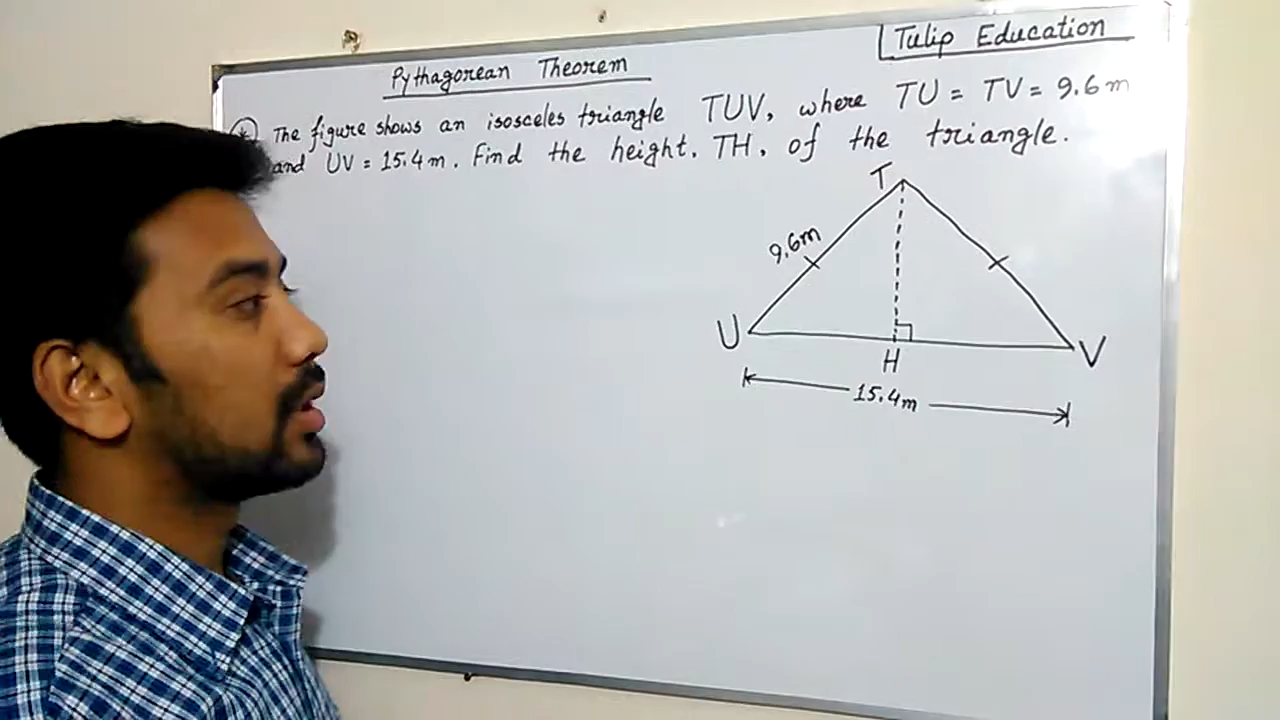 Tulip Education
Pythagorean Theorem
The figure shows an isosceles triangle TUV, where TU = TV = 9.6 m
and UV = 15.4 m. Find the height, TH, of the triangle.
T
9.6m
U
H
V
15.4m